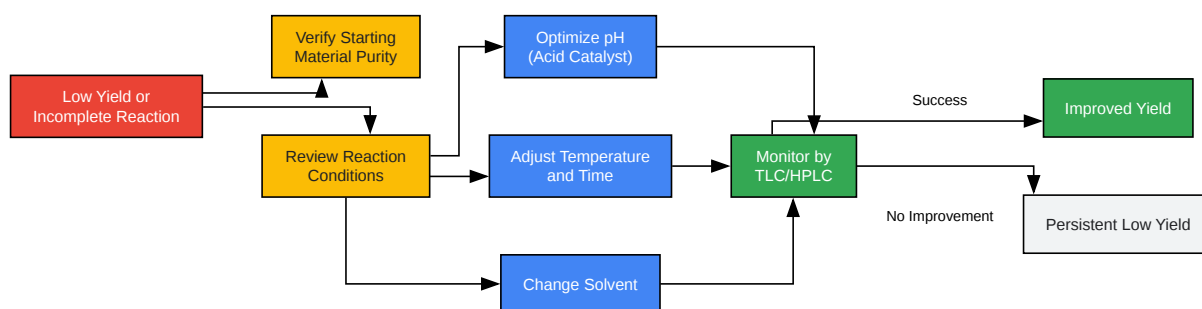 Verify Starting
Material Purity
Optimize pH
(Acid Catalyst)
Low Yield or
Incomplete Reaction
Success
Improved Yield
Review Reaction
Conditions
Adjust Temperature
and Time
Monitor by
TLC/HPLC
No Improvement
Persistent Low Yield
Change Solvent